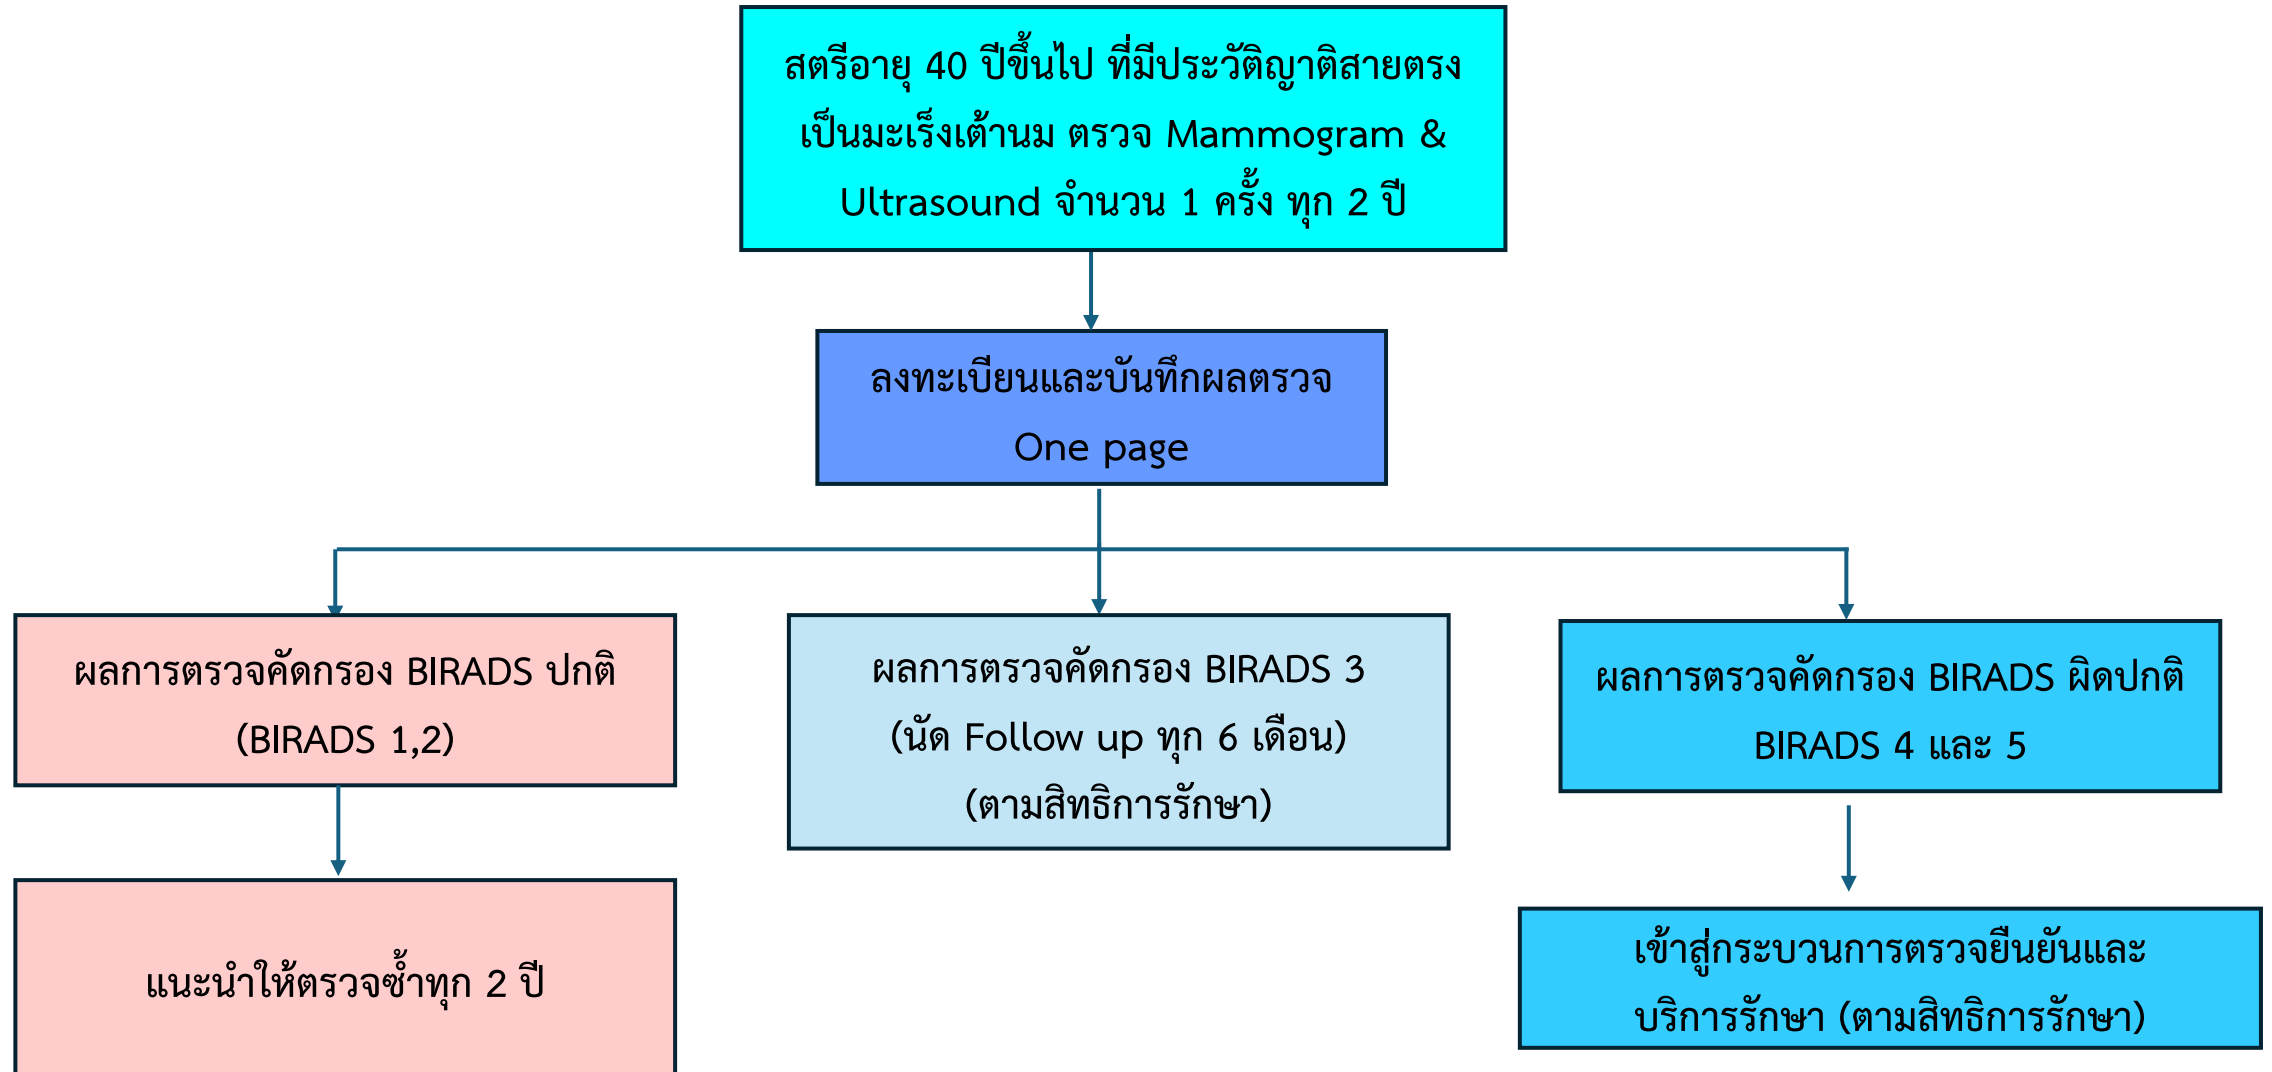 สตรีอายุ 40 ปีขึ้นไป ที่มีประวัติญาติสายตรง
เป็นมะเร็งเต้านม ตรวจ Mammogram &
Ultrasound จำนวน 1 ครั้ง ทุก 2 ปี
ลงทะเบียนและบันทึกผลตรวจ
One page
ผลการตรวจคัดกรอง BIRADS ปกติ
(BIRADS 1,2)
ผลการตรวจคัดกรอง BIRADS 3
(นัด Follow up ทุก 6 เดือน)
(ตามสิทธิการรักษา)
ผลการตรวจคัดกรอง BIRADS ผิดปกติ
BIRADS 4 และ 5
แนะนำให้ตรวจซ้ำทุก 2 ปี
เข้าสู่กระบวนการตรวจยืนยันและ
บริการรักษา (ตามสิทธิการรักษา)